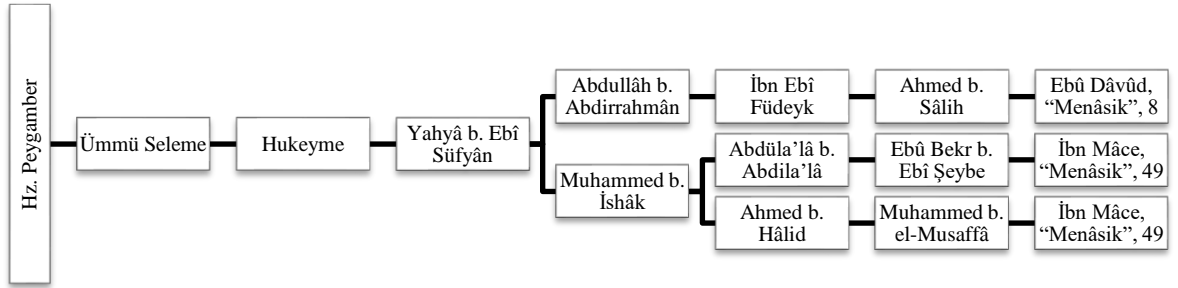 Hz. Peygamber
Ümmü Seleme
Hukeyme
Yahyâ b. Ebî
Süfyân
Abdullâh b.
Abdirrahmân
İbn Ebî
Füdeyk
Ahmed b.
Sâlih
Ebû Dâvûd,
“Menâsik”, 8
Muhammed b.
İshâk
Abdüla’lâ b.
Abdila’lâ
Ebû Bekr b.
Ebî Şeybe
İbn Mâce,
“Menâsik”, 49
Ahmed b.
Hâlid
Muhammed b.
el-Musaffâ
İbn Mâce,
“Menâsik”, 49